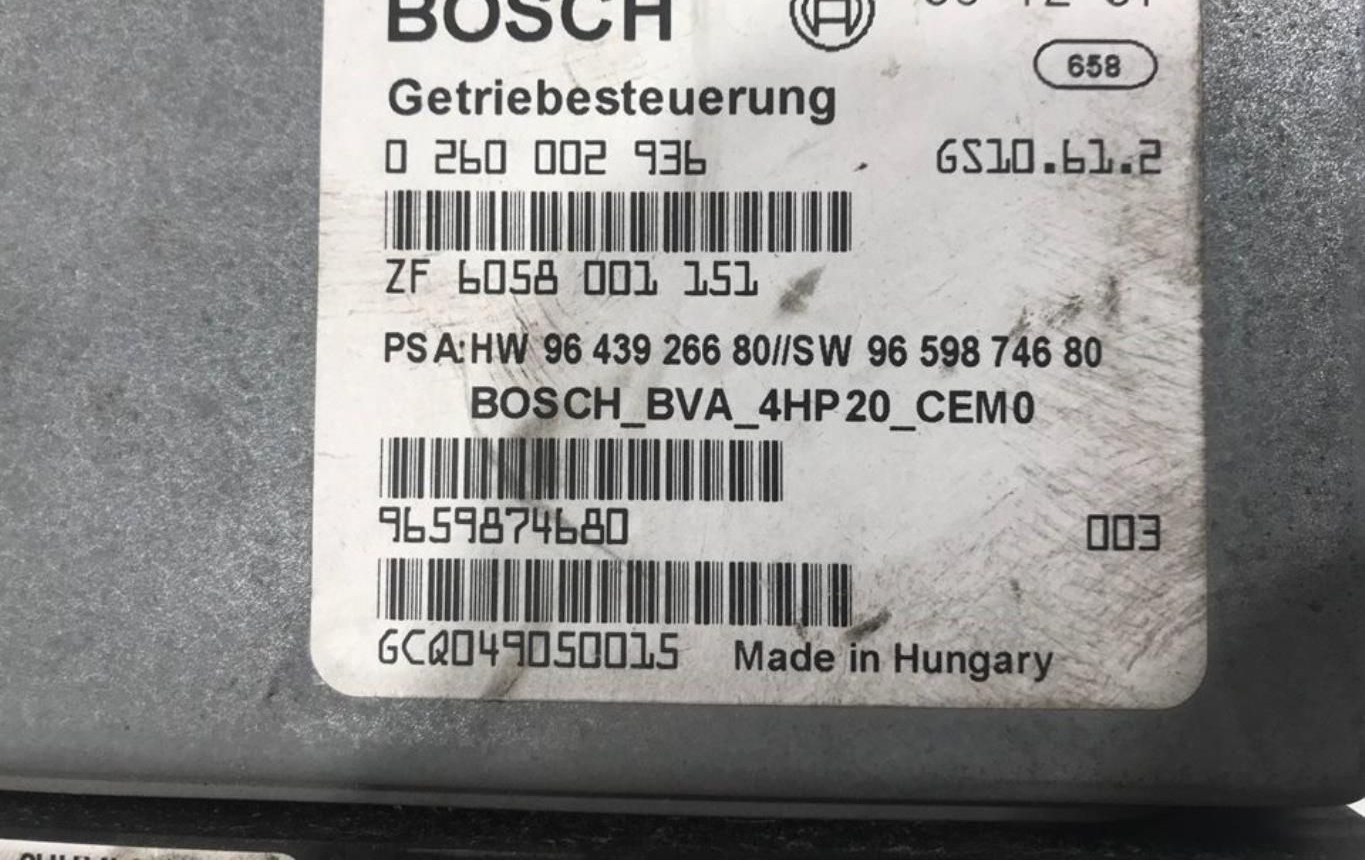 BOSCH
658
Getriebesteuerung
0 260 002 936 GS10.61.2
ZF 6058 001 151
PSA:HW 96 439 266 80//SW 96 598 746 80
BOSCH_BVA_4HP20_CEM0
9659874680 003
GCQ049050015 Made in Hungary